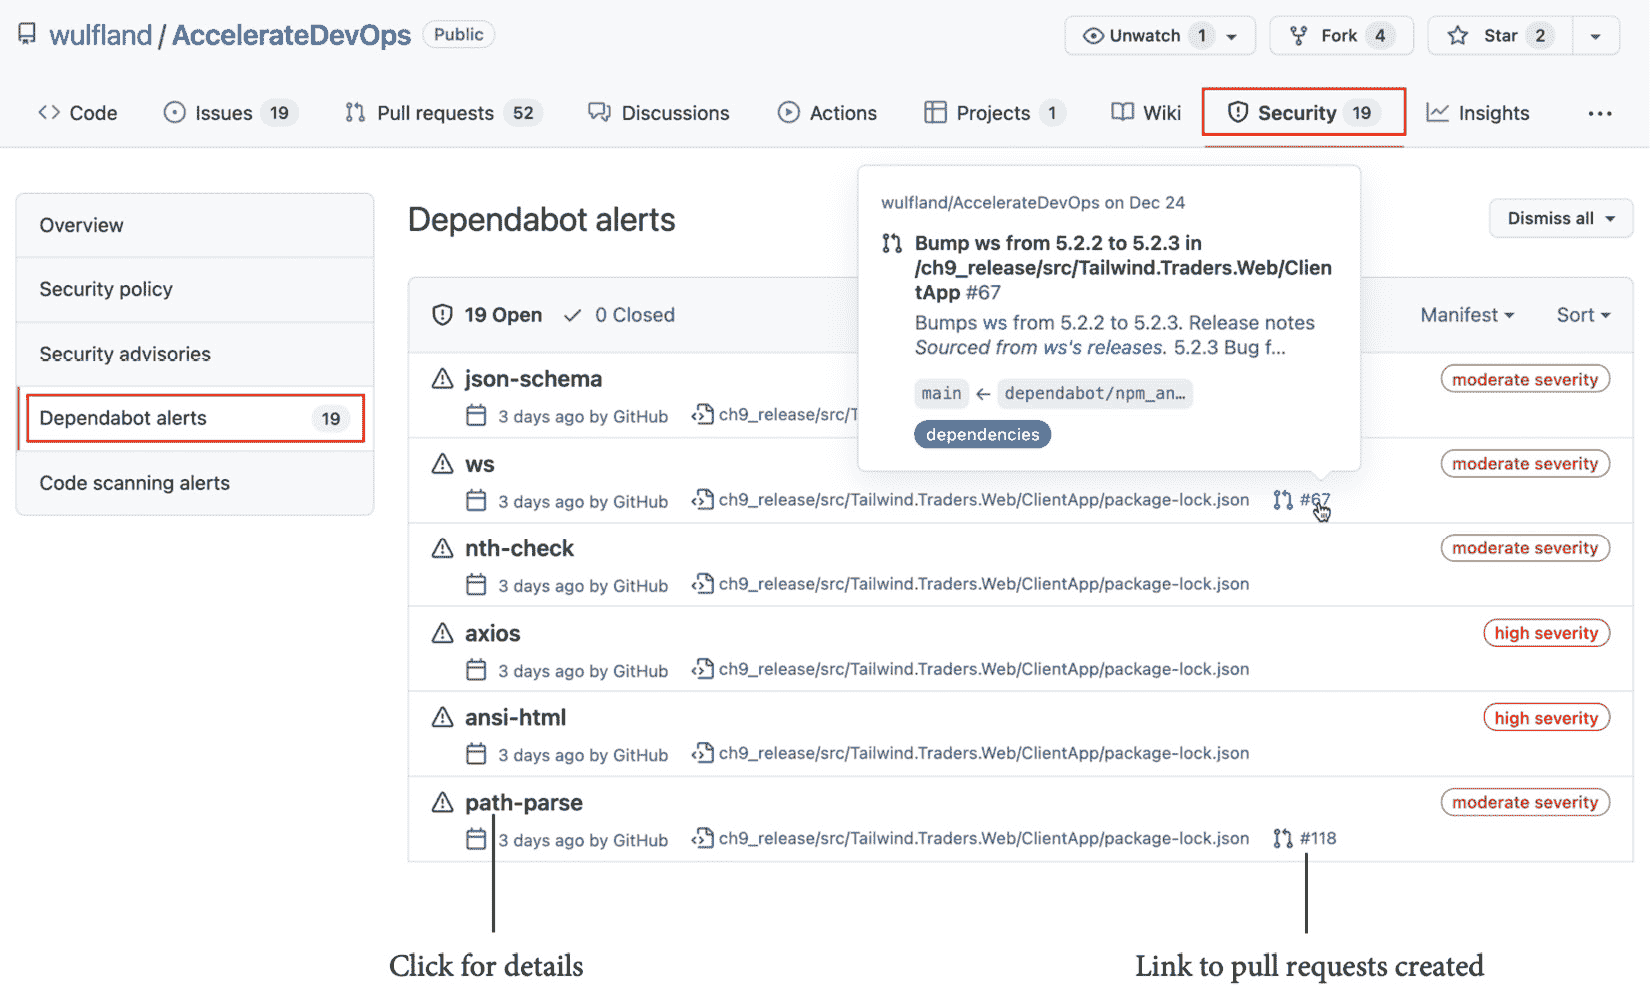 wulfland / AccelerateDevOps Public
Unwatch 1 Fork 4 Star 2
Code Issues 19 Pull requests 52 Discussions Actions Projects 1 Wiki Security 19 Insights ...
Overview
Security policy
Security advisories
Dependabot alerts 19
Code scanning alerts
Dependabot alerts
Dismiss all
19 Open 0 Closed
Manifest Sort
wulfland/AccelerateDevOps on Dec 24
Bump ws from 5.2.2 to 5.2.3 in
/ch9_release/src/Tailwind.Traders.Web/Clien
tApp #67
Bumps ws from 5.2.2 to 5.2.3. Release notes
Sourced from ws's releases. 5.2.3 Bug f...
main ← dependabot/npm_an…
dependencies
json-schema moderate severity
3 days ago by GitHub ch9_release/src/T
ws moderate severity
3 days ago by GitHub ch9_release/src/Tailwind.Traders.Web/ClientApp/package-lock.json #67
nth-check moderate severity
3 days ago by GitHub ch9_release/src/Tailwind.Traders.Web/ClientApp/package-lock.json
axios high severity
3 days ago by GitHub ch9_release/src/Tailwind.Traders.Web/ClientApp/package-lock.json
ansi-html high severity
3 days ago by GitHub ch9_release/src/Tailwind.Traders.Web/ClientApp/package-lock.json
path-parse moderate severity
3 days ago by GitHub ch9_release/src/Tailwind.Traders.Web/ClientApp/package-lock.json #118
Click for details
Link to pull requests created